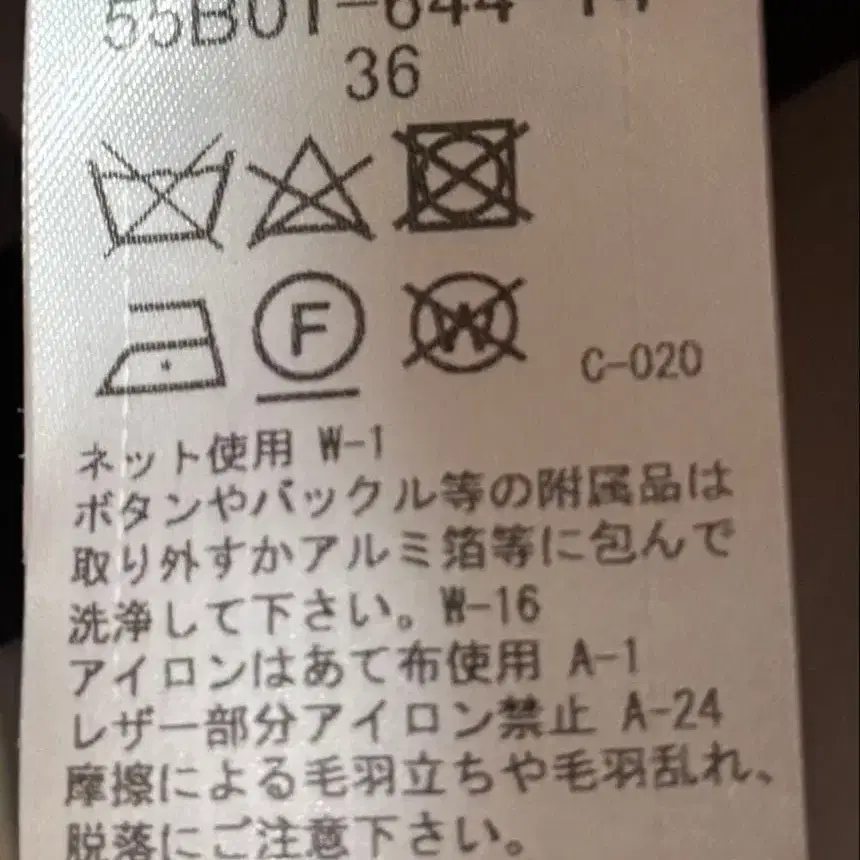 55B01-644-14
36
F
W
C-020
ネット使用 W-1
ボタンやバックル等の附属品は
取り外すかアルミ箔等に包んで
洗浄して下さい。W-16
アイロンはあて布使用 A-1
レザー部分アイロン禁止 A-24
摩擦による毛羽立ちや毛羽乱れ、
脱落にご注意下さい。